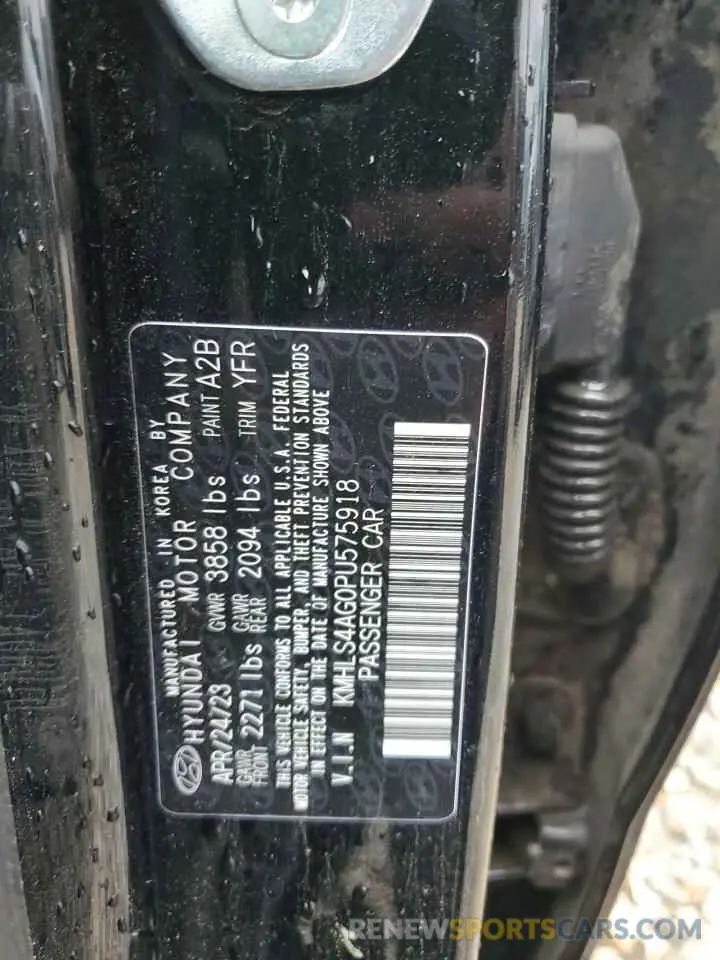 MANUFACTURED IN KOREA BY
HYUNDAI MOTOR COMPANY
APR/24/23 GVWR 3858 lbs PAINT A2B
GAWR FRONT 2271 lbs GAWR REAR 2094 lbs TRIM YFR
THIS VEHICLE CONFORMS TO ALL APPLICABLE U.S.A. FEDERAL
MOTOR VEHICLE SAFETY, BUMPER, AND THEFT PREVENTION STANDARDS
IN EFFECT ON THE DATE OF MANUFACTURE SHOWN ABOVE
V.I.N KMHLS4AG0PU575918
PASSENGER CAR
RENEWSPORTSCARS.COM